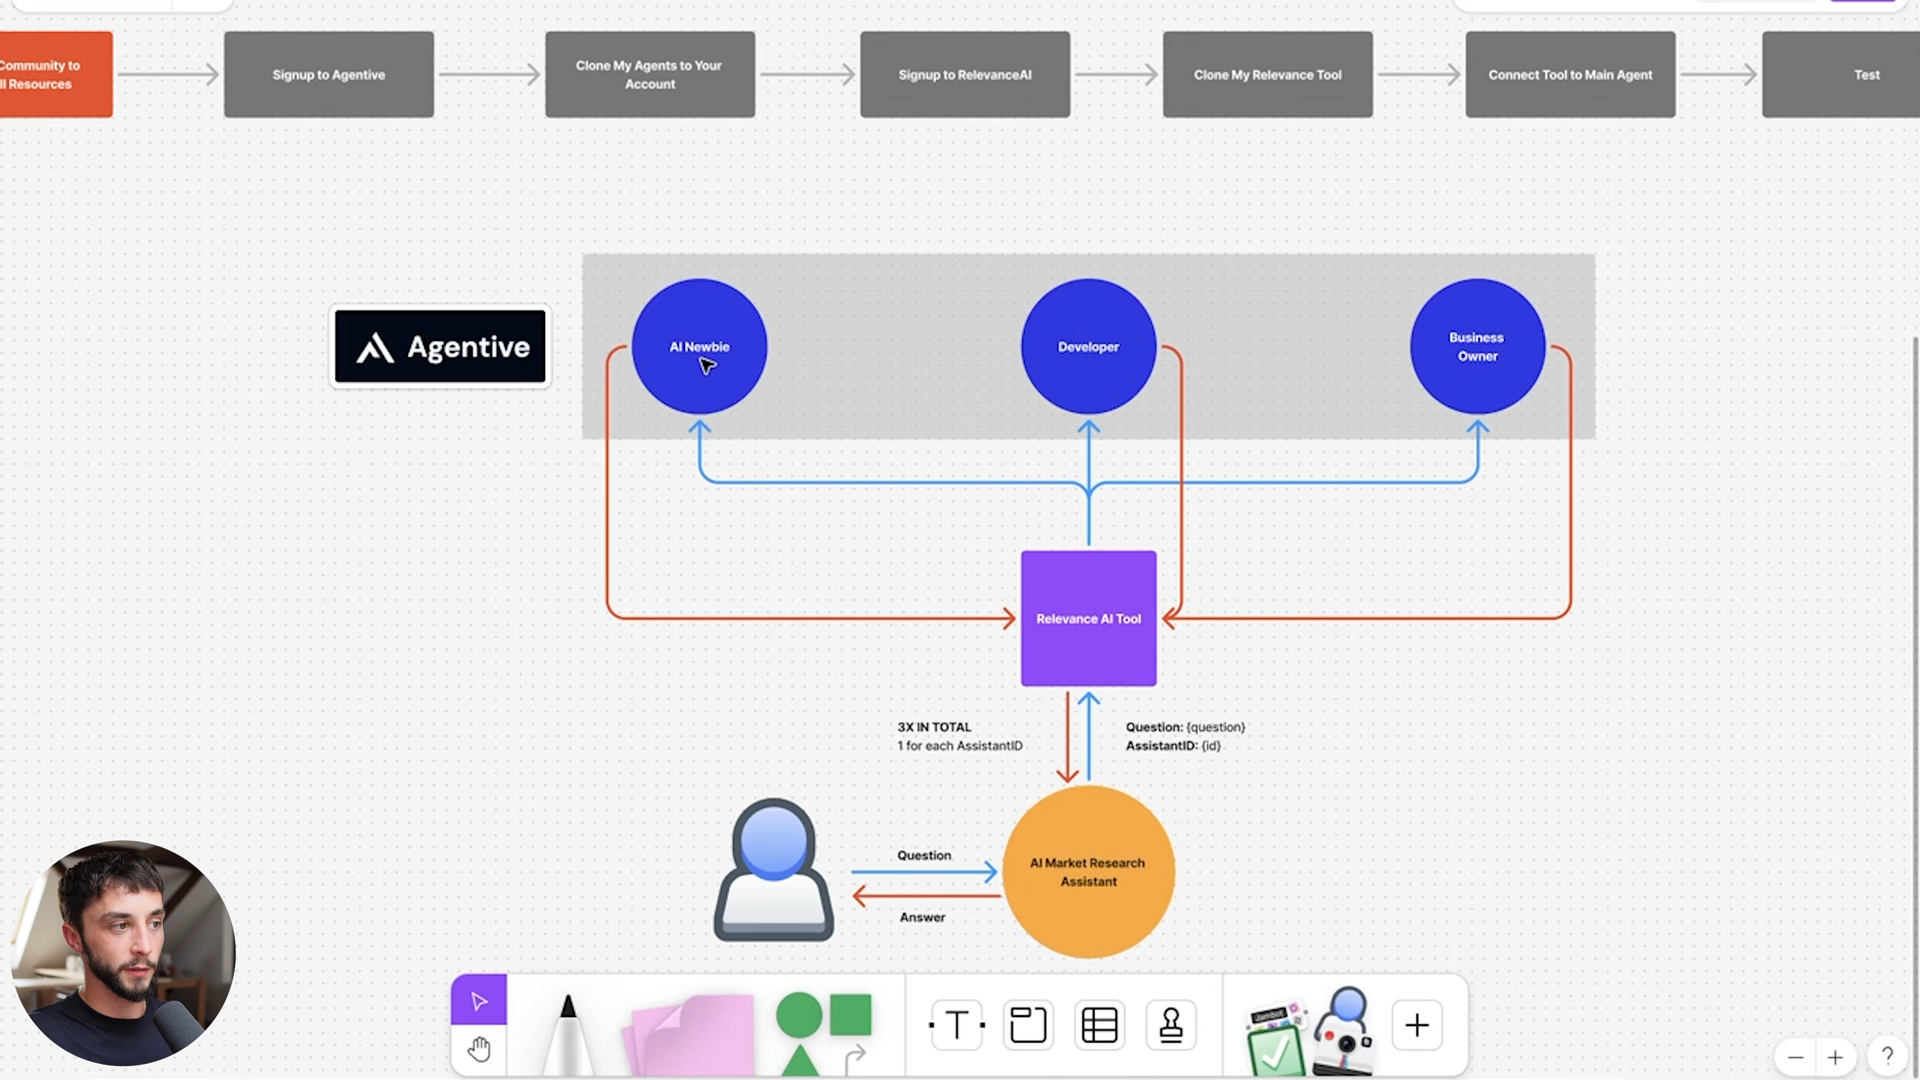 Community to
ll Resources
Signup to Agentive
Clone My Agents to Your
Account
Signup to RelevanceAI
Clone My Relevance Tool
Connect Tool to Main Agent
Test
Agentive
AI Newbie
Developer
Business
Owner
Relevance AI Tool
3X IN TOTAL
1 for each AssistantID
Question: {question}
AssistantID: {id}
Question
AI Market Research
Assistant
Answer
T
Jambot
?